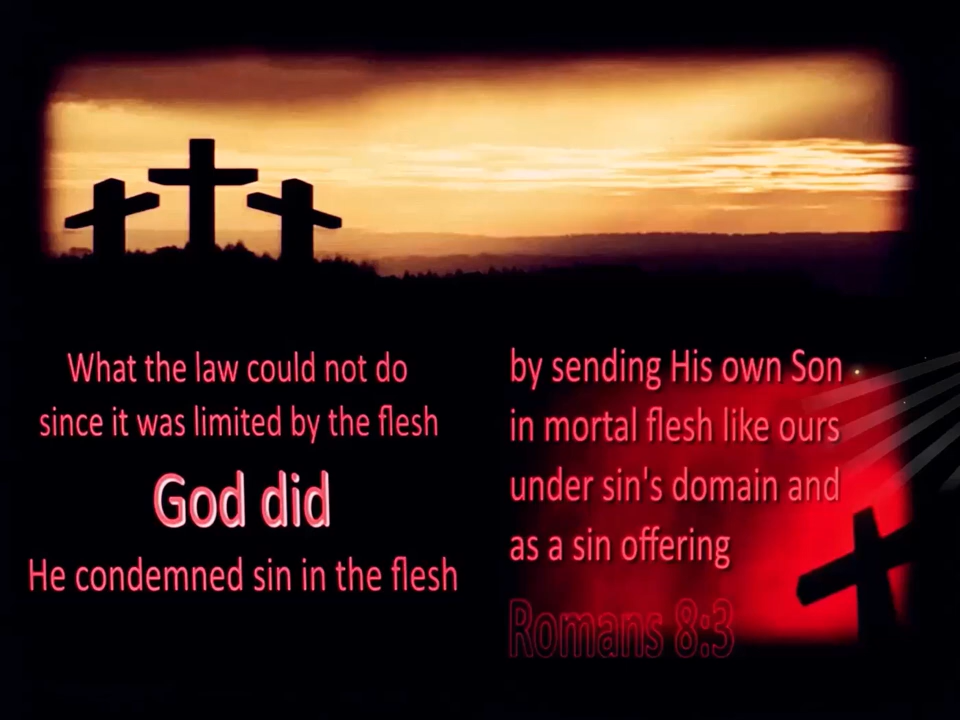 What the law could not do
since it was limited by the flesh
God did
He condemned sin in the flesh
by sending His own Son
in mortal flesh like ours
under sin's domain and
as a sin offering
Romans 8:3